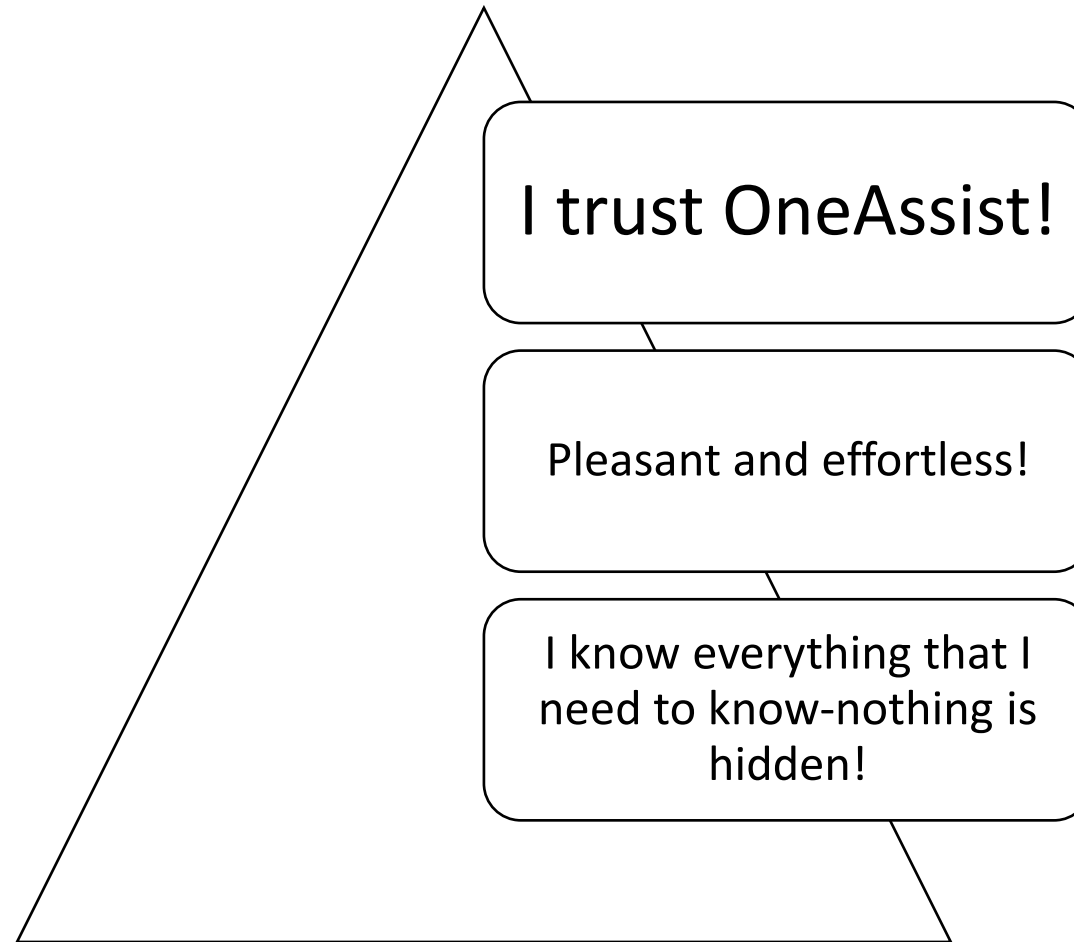 I trust OneAssist!
Pleasant and effortless!
I know everything that I
need to know-nothing is
hidden!